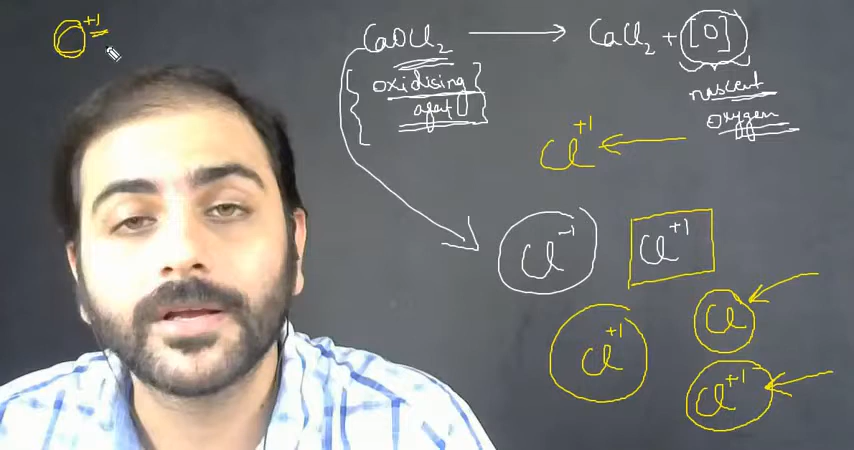 O+1
CaOCl2 → CaCl2 + [O]
oxidising
agent
nascent
oxygen
Cl+1
Cl-1 Cl+1
Cl
Cl+1
Cl+1